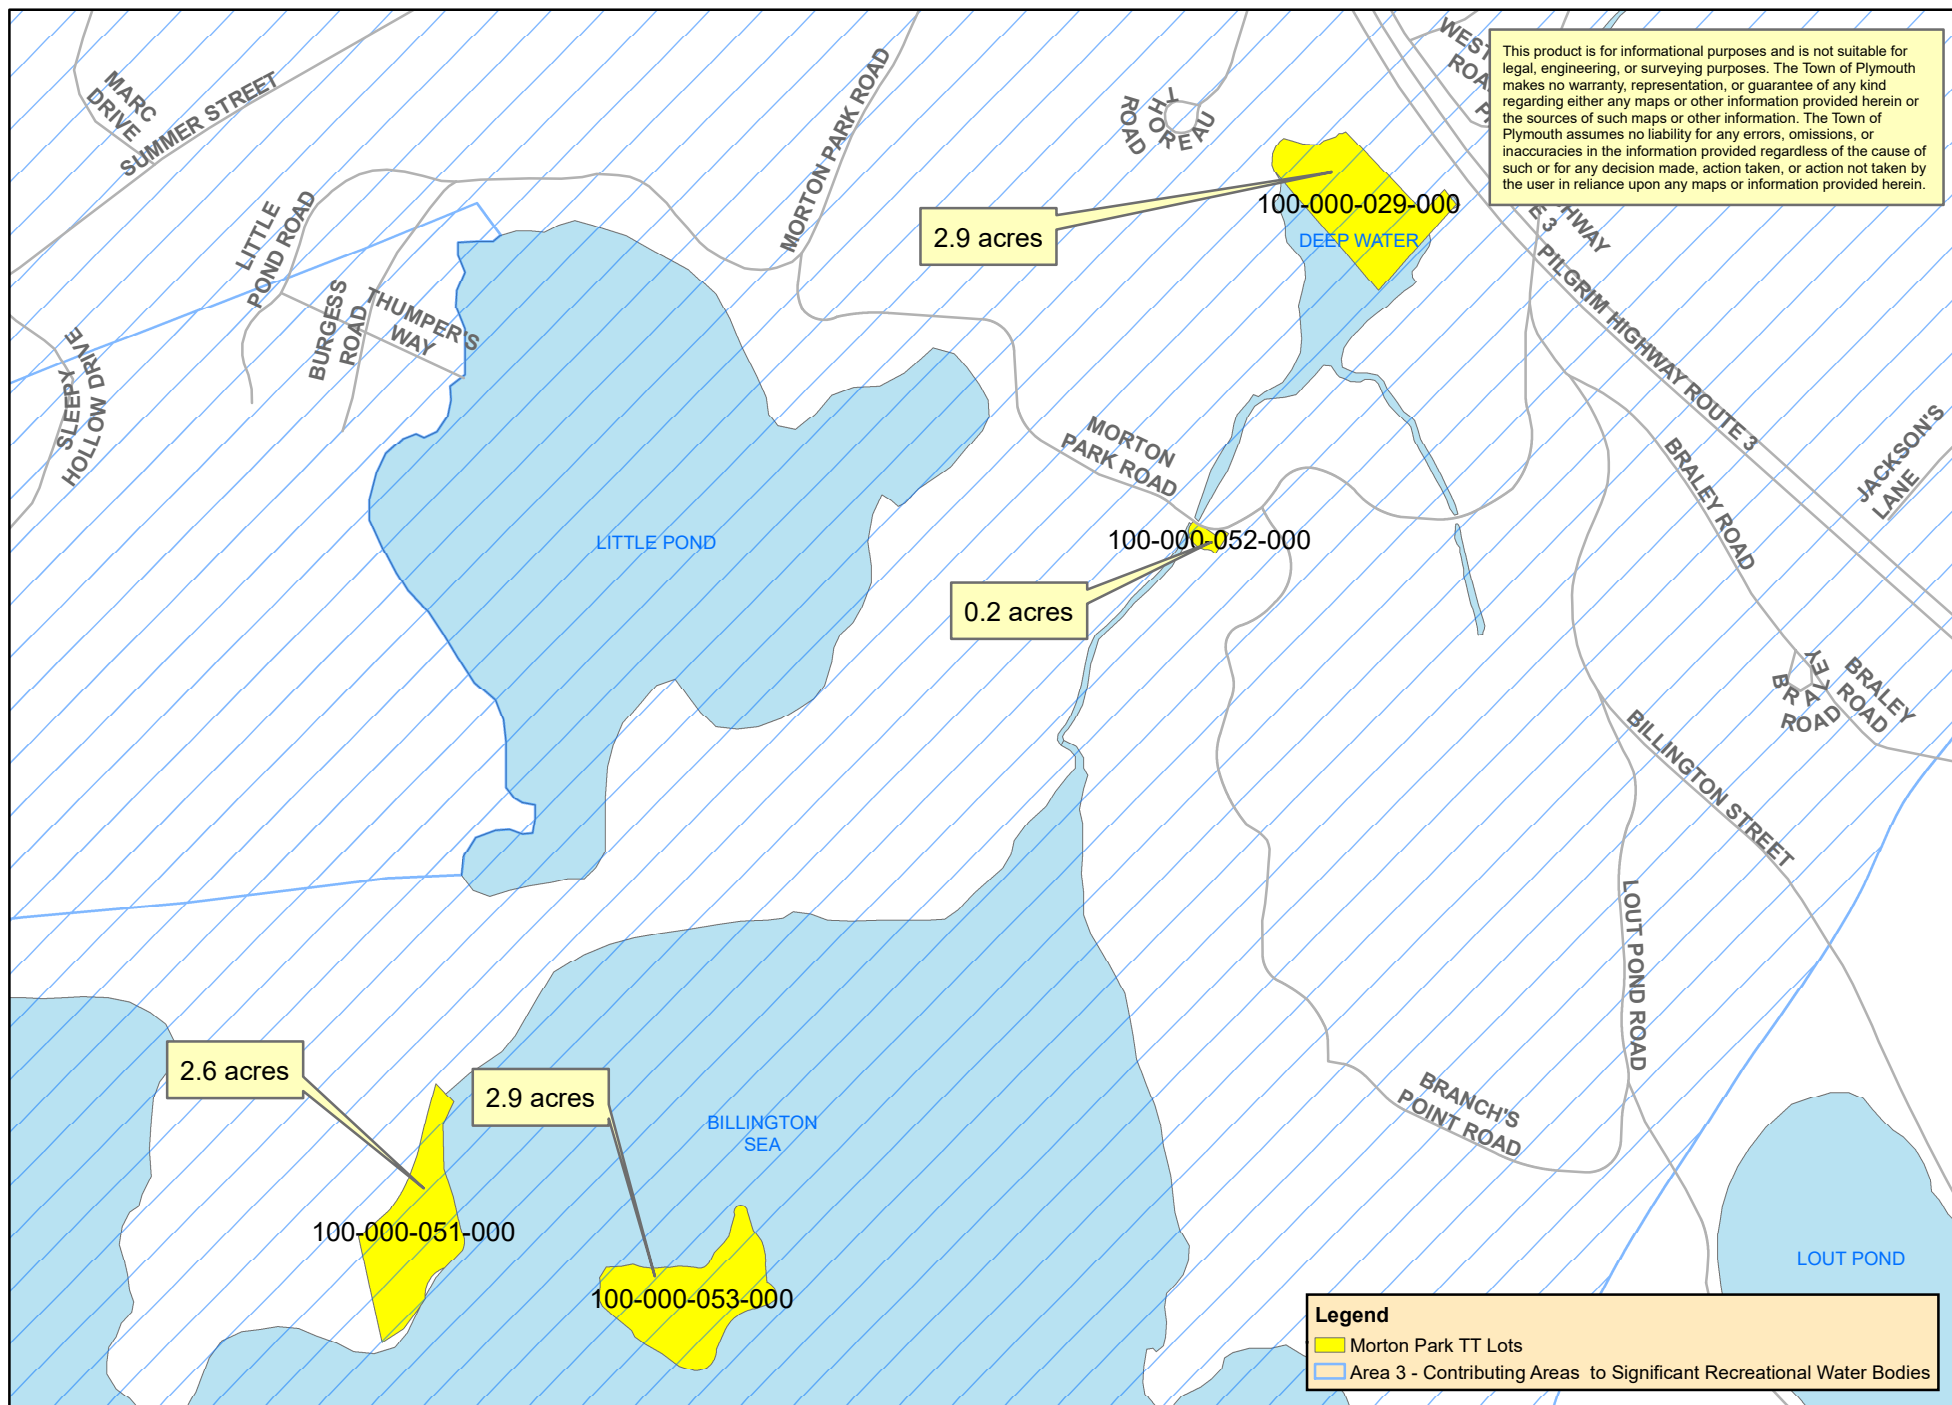 This product is for informational purposes and is not suitable for
legal, engineering, or surveying purposes. The Town of Plymouth
makes no warranty, representation, or guarantee of any kind
regarding either any maps or other information provided herein or
the sources of such maps or other information. The Town of
Plymouth assumes no liability for any errors, omissions, or
inaccuracies in the information provided regardless of the cause of
such or for any decision made, action taken, or action not taken by
the user in reliance upon any maps or information provided herein.
MARC
DRIVE
SUMMER STREET
MORTON PARK ROAD
THOREAU
ROAD
WEST
LITTLE
POND ROAD
BURGESS
ROAD
THUMPER'S
WAY
SLEEPY
HOLLOW DRIVE
2.9 acres
100-000-029-000
DEEP WATER
PILGRIM HIGHWAY ROUTE 3
JACKSON'S
LANE
MORTON
PARK ROAD
BRALEY ROAD
LITTLE POND
100-000-052-000
0.2 acres
BRALEY
ROAD
BRALEY
ROAD
BILLINGTON STREET
LOUT POND ROAD
2.6 acres
2.9 acres
BILLINGTON
SEA
BRANCH'S
POINT ROAD
100-000-051-000
100-000-053-000
LOUT POND
Legend
Morton Park TT Lots
Area 3 - Contributing Areas to Significant Recreational Water Bodies